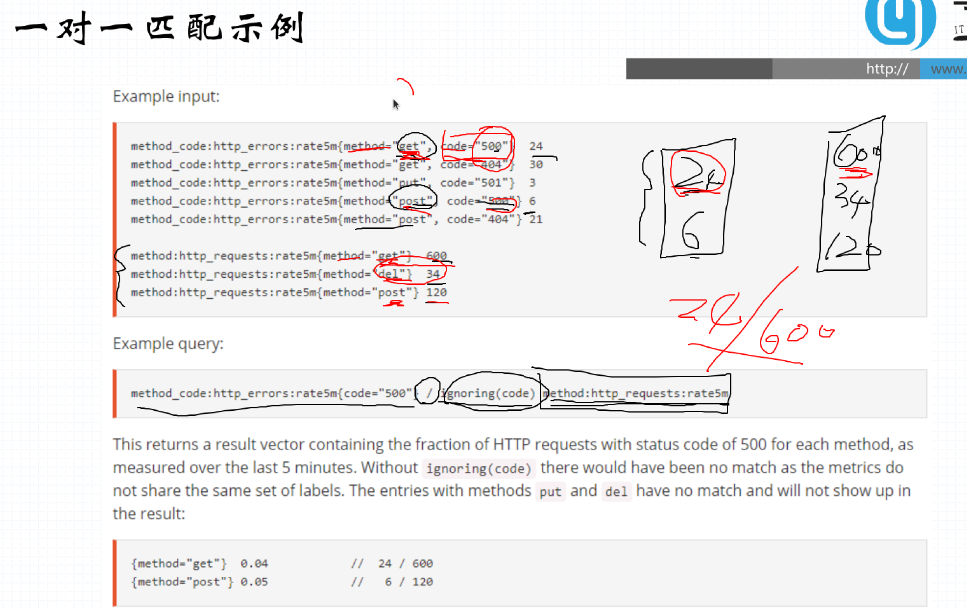 一对一匹配示例
IT
http:// www.
Example input:
method_code:http_errors:rate5m{method="get", code="500"} 24
method_code:http_errors:rate5m{method="get", code="404"} 30
method_code:http_errors:rate5m{method="put", code="501"} 3
method_code:http_errors:rate5m{method="post", code="500"} 6
method_code:http_errors:rate5m{method="post", code="404"} 21
method:http_requests:rate5m{method="get"} 600
method:http_requests:rate5m{method="del"} 34
method:http_requests:rate5m{method="post"} 120
24
6
600
34
120
24/600
Example query:
method_code:http_errors:rate5m{code="500"} / ignoring(code) method:http_requests:rate5m
This returns a result vector containing the fraction of HTTP requests with status code of 500 for each method, as
measured over the last 5 minutes. Without ignoring(code) there would have been no match as the metrics do
not share the same set of labels. The entries with methods put and del have no match and will not show up in
the result:
{method="get"} 0.04 // 24 / 600
{method="post"} 0.05 // 6 / 120